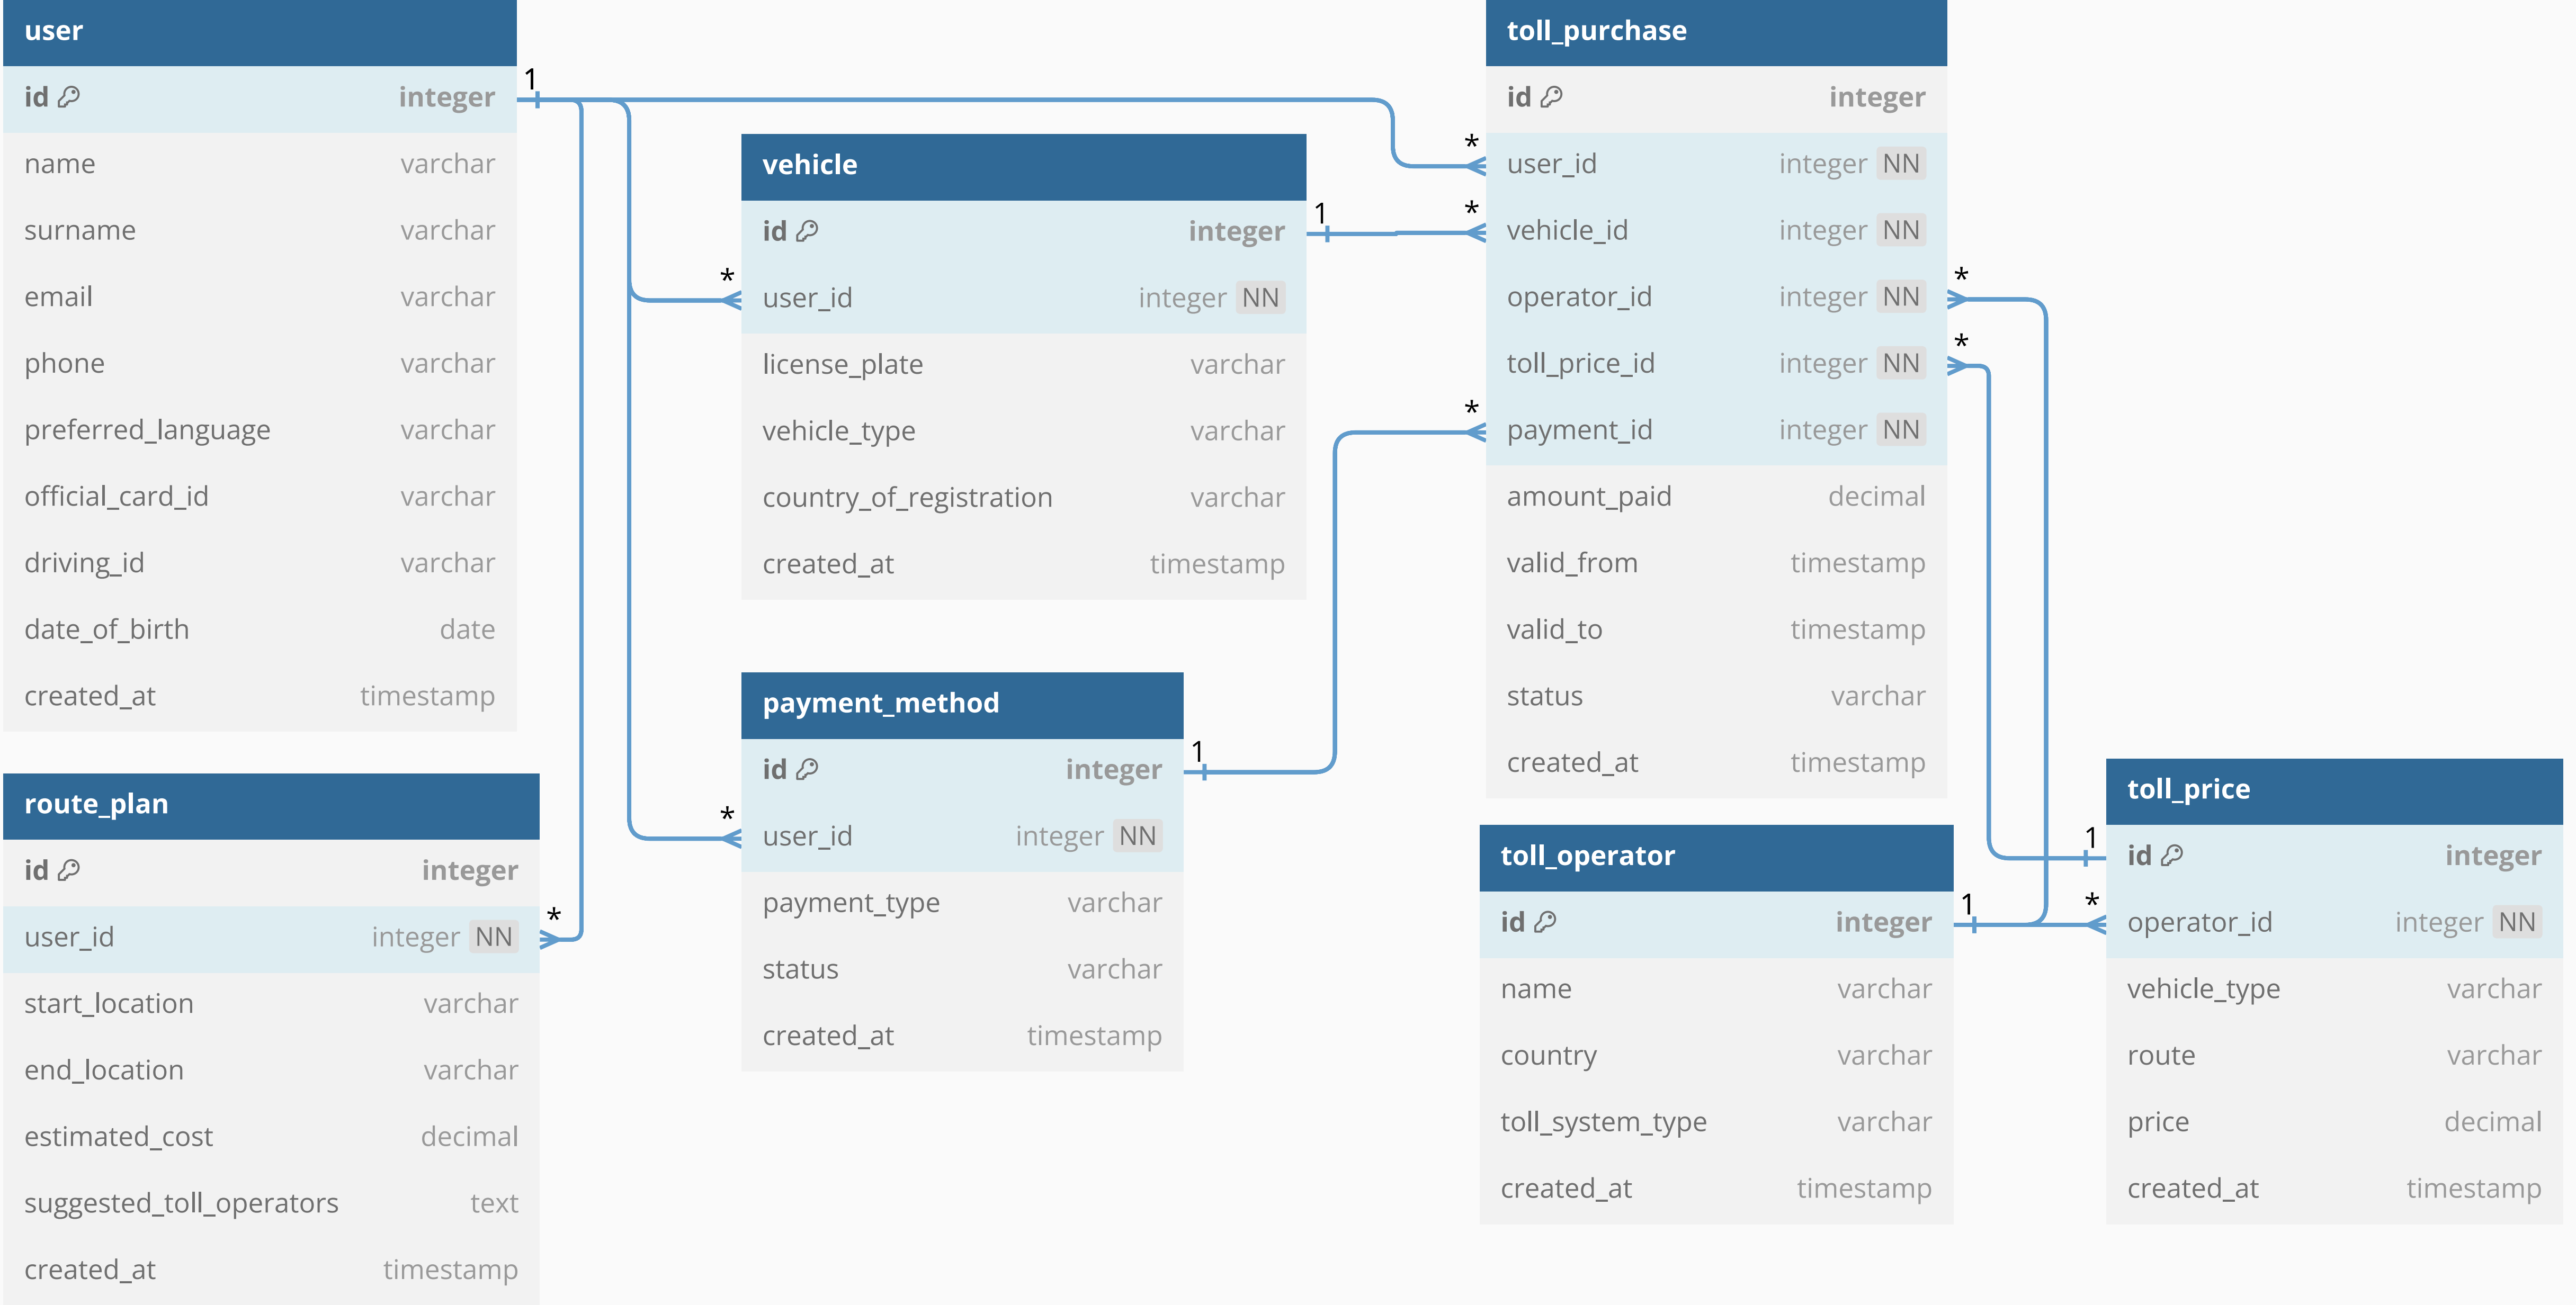 user
id integer
name varchar
surname varchar
email varchar
phone varchar
preferred_language varchar
official_card_id varchar
driving_id varchar
date_of_birth date
created_at timestamp
1
route_plan
id integer
user_id integer NN
*
start_location varchar
end_location varchar
estimated_cost decimal
suggested_toll_operators text
created_at timestamp
vehicle
id integer
1
*
user_id integer NN
license_plate varchar
vehicle_type varchar
country_of_registration varchar
created_at timestamp
payment_method
id integer
1
*
user_id integer NN
payment_type varchar
status varchar
created_at timestamp
toll_purchase
id integer
*
user_id integer NN
*
vehicle_id integer NN
*
operator_id integer NN
*
toll_price_id integer NN
*
payment_id integer NN
amount_paid decimal
valid_from timestamp
valid_to timestamp
status varchar
created_at timestamp
toll_operator
id integer
1
name varchar
country varchar
toll_system_type varchar
created_at timestamp
toll_price
1
id integer
*
operator_id integer NN
vehicle_type varchar
route varchar
price decimal
created_at timestamp